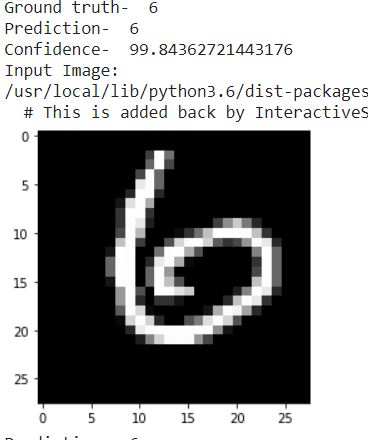 Ground truth-  6
Prediction-  6
Confidence-  99.84362721443176
Input Image:
/usr/local/lib/python3.6/dist-packages
  # This is added back by InteractiveS
0
5
10
15
20
25
6
0 5 10 15 20 25